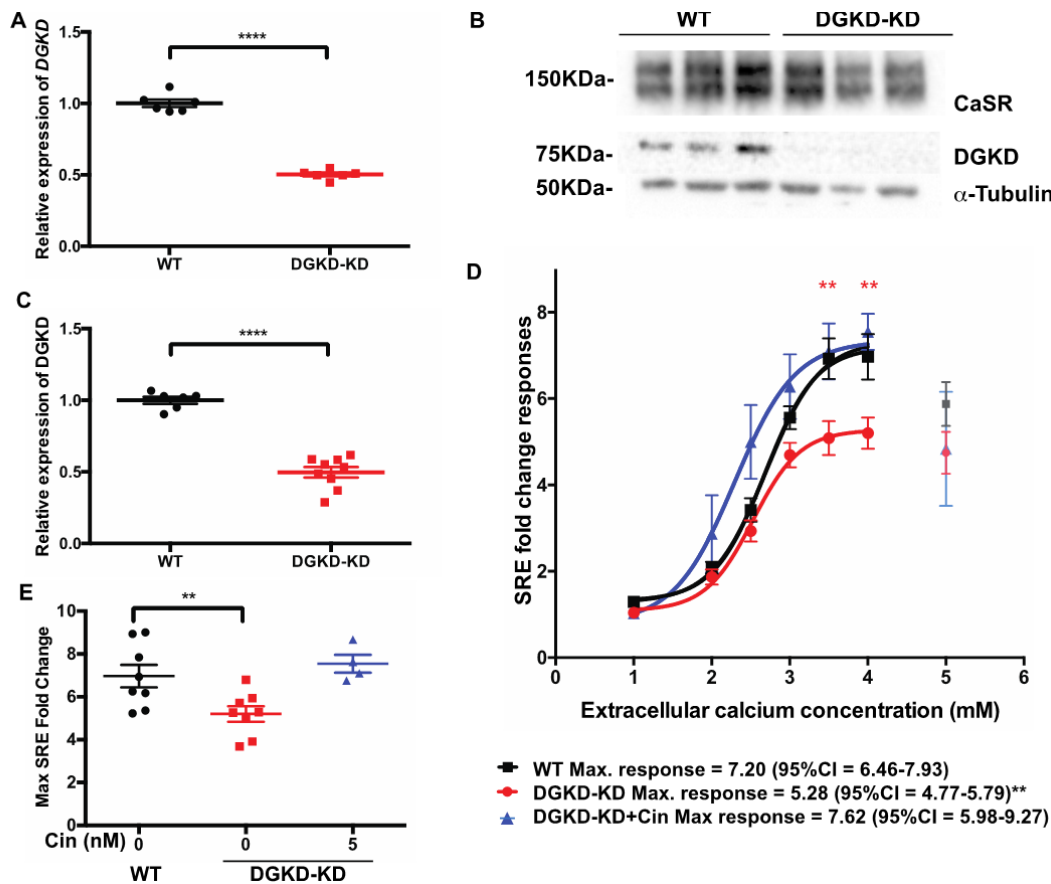 A
Relative expression of DGKD
1.5
1.0
0.5
0.0
****
WT
DGKD-KD
B
WT
DGKD-KD
150KDa-
CaSR
75KDa-
DGKD
50KDa-
α-Tubulin
C
Relative expression of DGKD
1.5
1.0
0.5
0.0
****
WT
DGKD-KD
D
SRE fold change responses
8
6
4
2
0
** **
0 1 2 3 4 5 6
Extracellular calcium concentration (mM)
WT Max. response = 7.20 (95%CI = 6.46-7.93)
DGKD-KD Max. response = 5.28 (95%CI = 4.77-5.79)**
DGKD-KD+Cin Max response = 7.62 (95%CI = 5.98-9.27)
E
Max SRE Fold Change
10
8
6
4
2
0
**
Cin (nM) 0 0 5
WT DGKD-KD